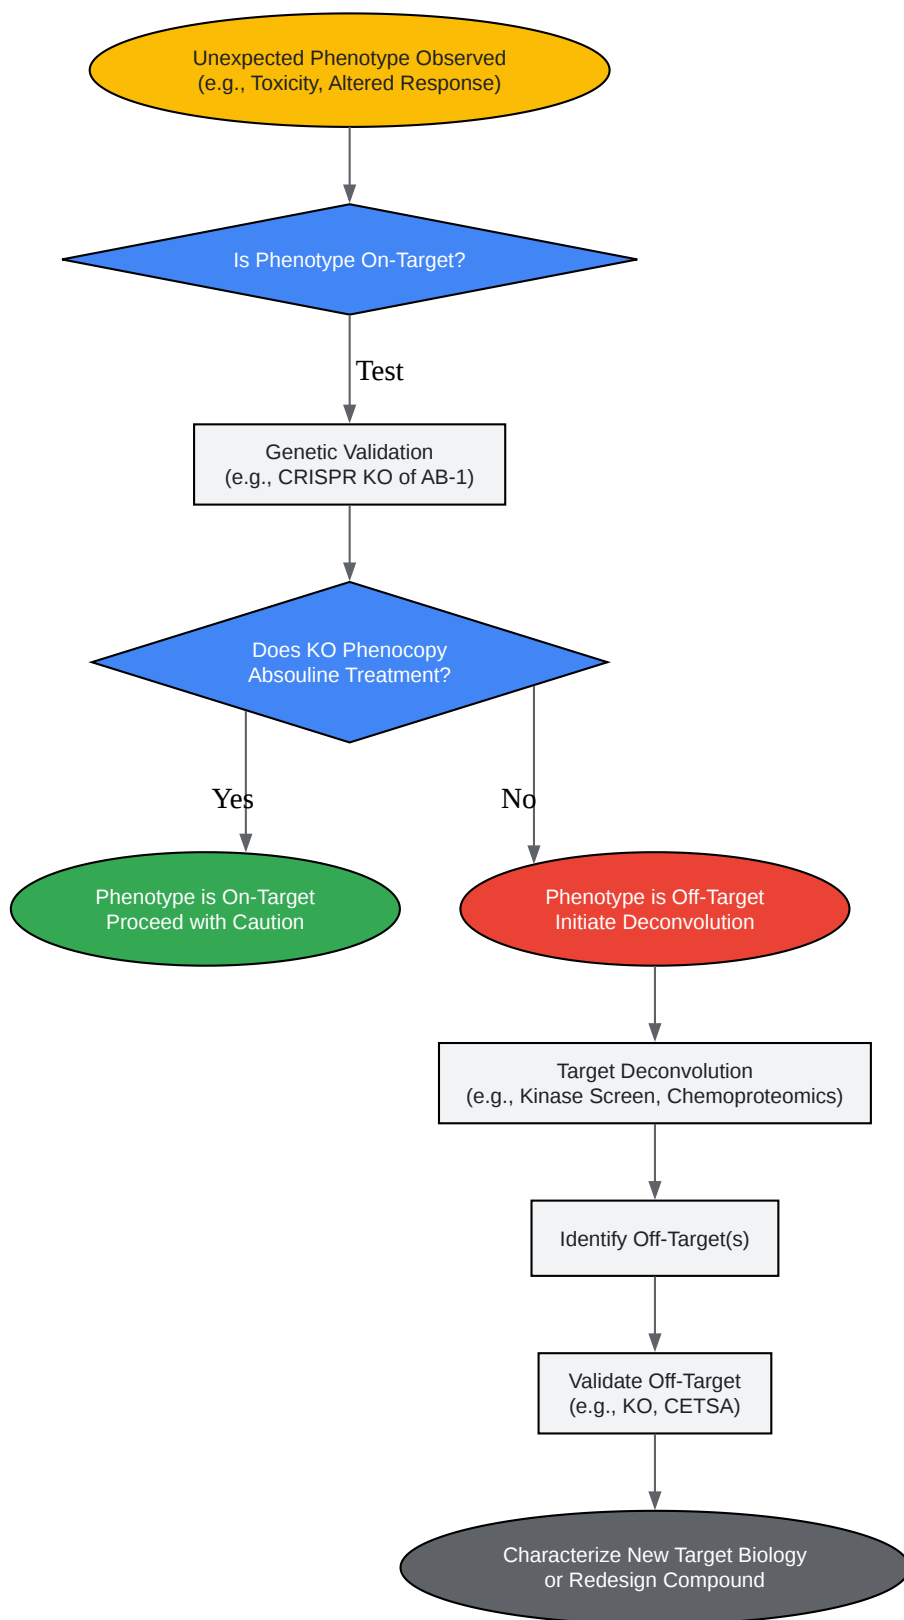 Unexpected Phenotype Observed
(e.g., Toxicity, Altered Response)
Is Phenotype On-Target?
Test
Genetic Validation
(e.g., CRISPR KO of AB-1)
Does KO Phenocopy
Absouline Treatment?
Yes
No
Phenotype is On-Target
Proceed with Caution
Phenotype is Off-Target
Initiate Deconvolution
Target Deconvolution
(e.g., Kinase Screen, Chemoproteomics)
Identify Off-Target(s)
Validate Off-Target
(e.g., KO, CETSA)
Characterize New Target Biology
or Redesign Compound